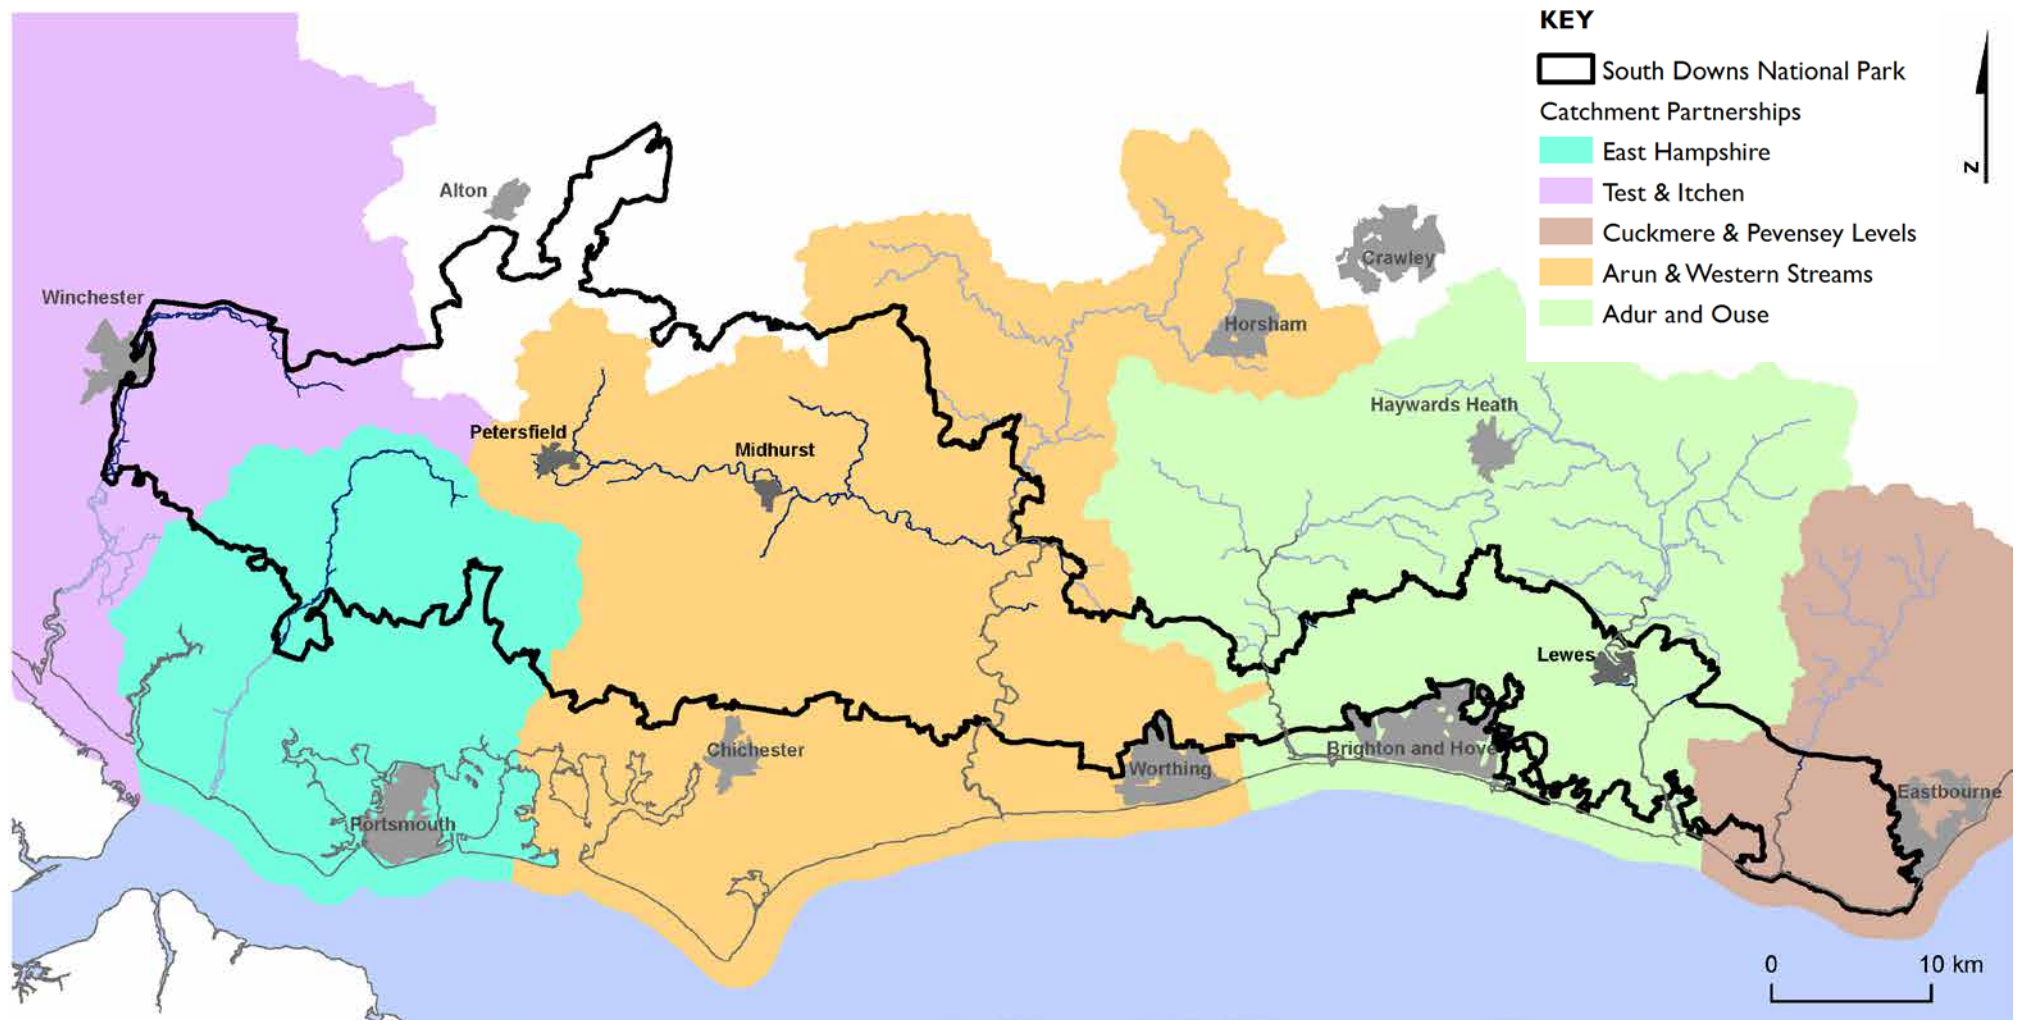 KEY
South Downs National Park
Catchment Partnerships
East Hampshire
Test & Itchen
Cuckmere & Pevensey Levels
Arun & Western Streams
Adur and Ouse
N
Alton
Crawley
Winchester
Horsham
Haywards Heath
Petersfield
Midhurst
Lewes
Chichester
Brighton and Hove
Worthing
Eastbourne
Portsmouth
0 10 km